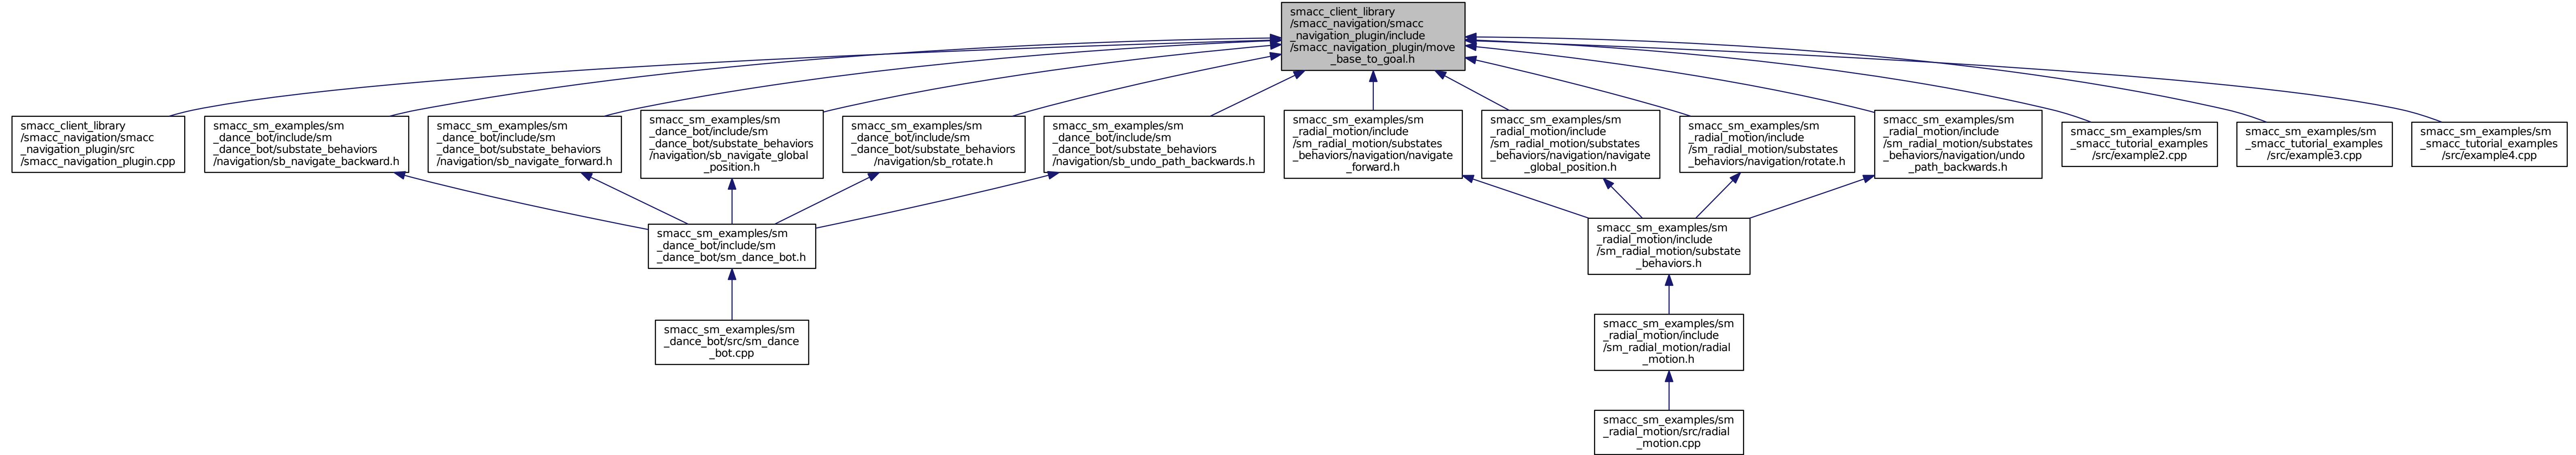 smacc_client_library
/smacc_navigation/smacc
_navigation_plugin/include
/smacc_navigation_plugin/move
_base_to_goal.h
smacc_client_library
/smacc_navigation/smacc
_navigation_plugin/src
/smacc_navigation_plugin.cpp
smacc_sm_examples/sm
_dance_bot/include/sm
_dance_bot/substate_behaviors
/navigation/sb_navigate_backward.h
smacc_sm_examples/sm
_dance_bot/include/sm
_dance_bot/substate_behaviors
/navigation/sb_navigate_forward.h
smacc_sm_examples/sm
_dance_bot/include/sm
_dance_bot/substate_behaviors
/navigation/sb_navigate_global
_position.h
smacc_sm_examples/sm
_dance_bot/include/sm
_dance_bot/substate_behaviors
/navigation/sb_rotate.h
smacc_sm_examples/sm
_dance_bot/include/sm
_dance_bot/substate_behaviors
/navigation/sb_undo_path_backwards.h
smacc_sm_examples/sm
_radial_motion/include
/sm_radial_motion/substates
_behaviors/navigation/navigate
_forward.h
smacc_sm_examples/sm
_radial_motion/include
/sm_radial_motion/substates
_behaviors/navigation/navigate
_global_position.h
smacc_sm_examples/sm
_radial_motion/include
/sm_radial_motion/substates
_behaviors/navigation/rotate.h
smacc_sm_examples/sm
_radial_motion/include
/sm_radial_motion/substates
_behaviors/navigation/undo
_path_backwards.h
smacc_sm_examples/sm
_smacc_tutorial_examples
/src/example2.cpp
smacc_sm_examples/sm
_smacc_tutorial_examples
/src/example3.cpp
smacc_sm_examples/sm
_smacc_tutorial_examples
/src/example4.cpp
smacc_sm_examples/sm
_dance_bot/include/sm
_dance_bot/sm_dance_bot.h
smacc_sm_examples/sm
_radial_motion/include
/sm_radial_motion/substate
_behaviors.h
smacc_sm_examples/sm
_dance_bot/src/sm_dance
_bot.cpp
smacc_sm_examples/sm
_radial_motion/include
/sm_radial_motion/radial
_motion.h
smacc_sm_examples/sm
_radial_motion/src/radial
_motion.cpp